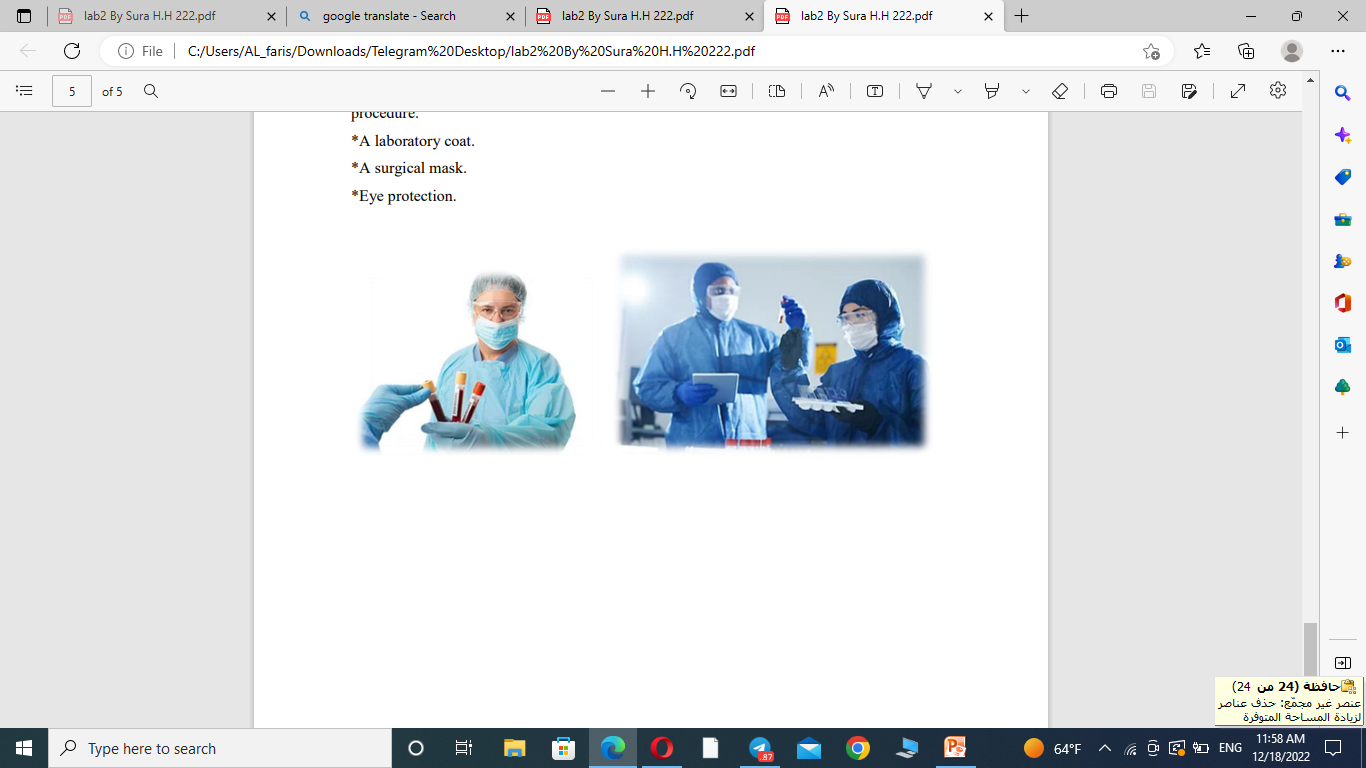 lab2 By Sura H.H 222.pdf
google translate - Search
lab2 By Sura H.H 222.pdf
lab2 By Sura H.H 222.pdf
File
C:/Users/AL_faris/Downloads/Telegram%20Desktop/lab2%20By%20Sura%20H.H%20222.pdf
5
of 5
procedure.
*A laboratory coat.
*A surgical mask.
*Eye protection.
حافظة (24 من 24)
عنصر غير مجمّع: حذف عناصر
لزيادة المساحة المتوفرة
Type here to search
.87
64°F
ENG
11:58 AM
12/18/2022